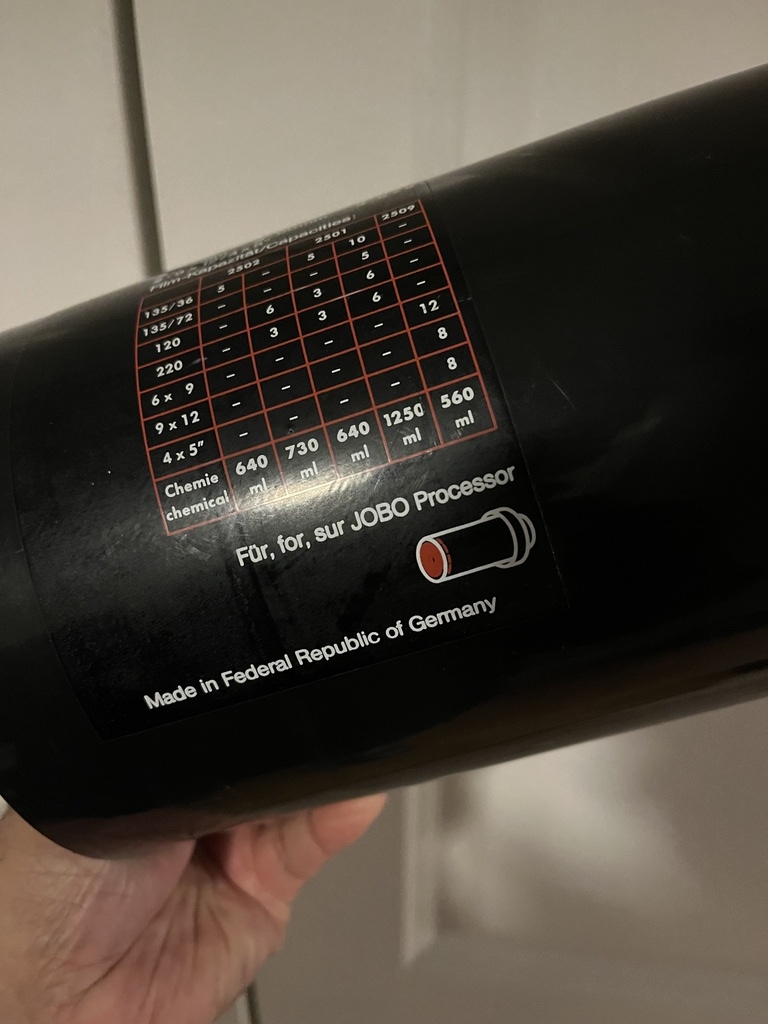 Film-Kapazität/Capacities:
2502 2501 2509
135/36 5 – 5 10 –
135/72 – – – 5 –
120 – 6 3 6 –
220 – 3 3 6 –
6 x 9 – – – – 12
9 x 12 – – – – 8
4 x 5" – – – – 8
Chemie 640 730 640 1250 560
chemical ml ml ml ml ml
Für, for, sur JOBO Processor
Made in Federal Republic of Germany